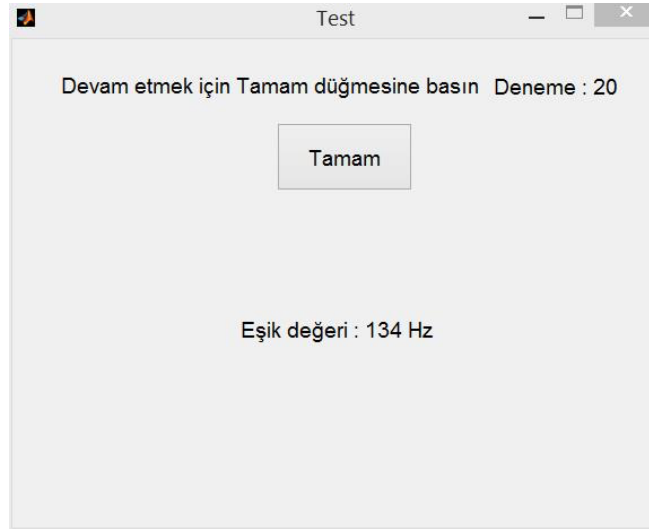 Test
Devam etmek için Tamam düğmesine basın Deneme : 20
Tamam
Eşik değeri : 134 Hz